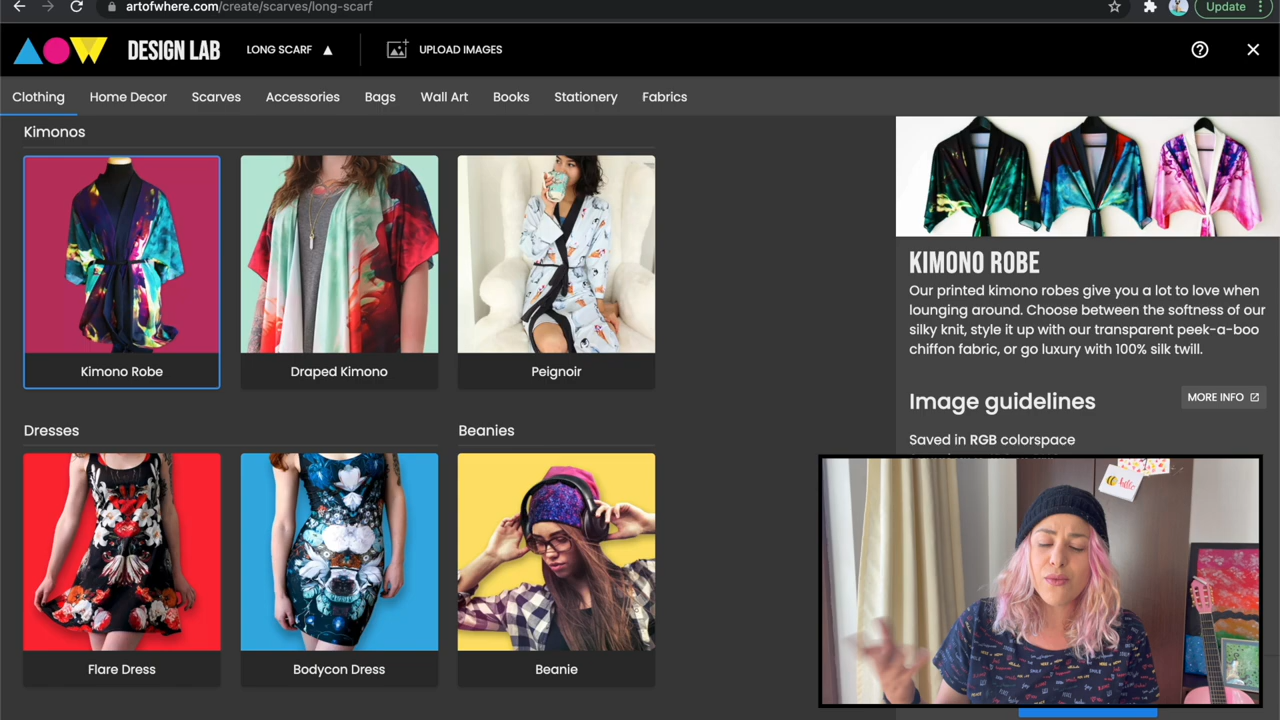 artofwhere.com/create/scarves/long-scarf
Update
DESIGN LAB
LONG SCARF
UPLOAD IMAGES
Clothing
Home Decor
Scarves
Accessories
Bags
Wall Art
Books
Stationery
Fabrics
Kimonos
Kimono Robe
Draped Kimono
Peignoir
Dresses
Beanies
Flare Dress
Bodycon Dress
Beanie
KIMONO ROBE
Our printed kimono robes give you a lot to love when
lounging around. Choose between the softness of our
silky knit, style it up with our transparent peek-a-boo
chiffon fabric, or go luxury with 100% silk twill.
Image guidelines
MORE INFO
Saved in RGB colorspace
hello